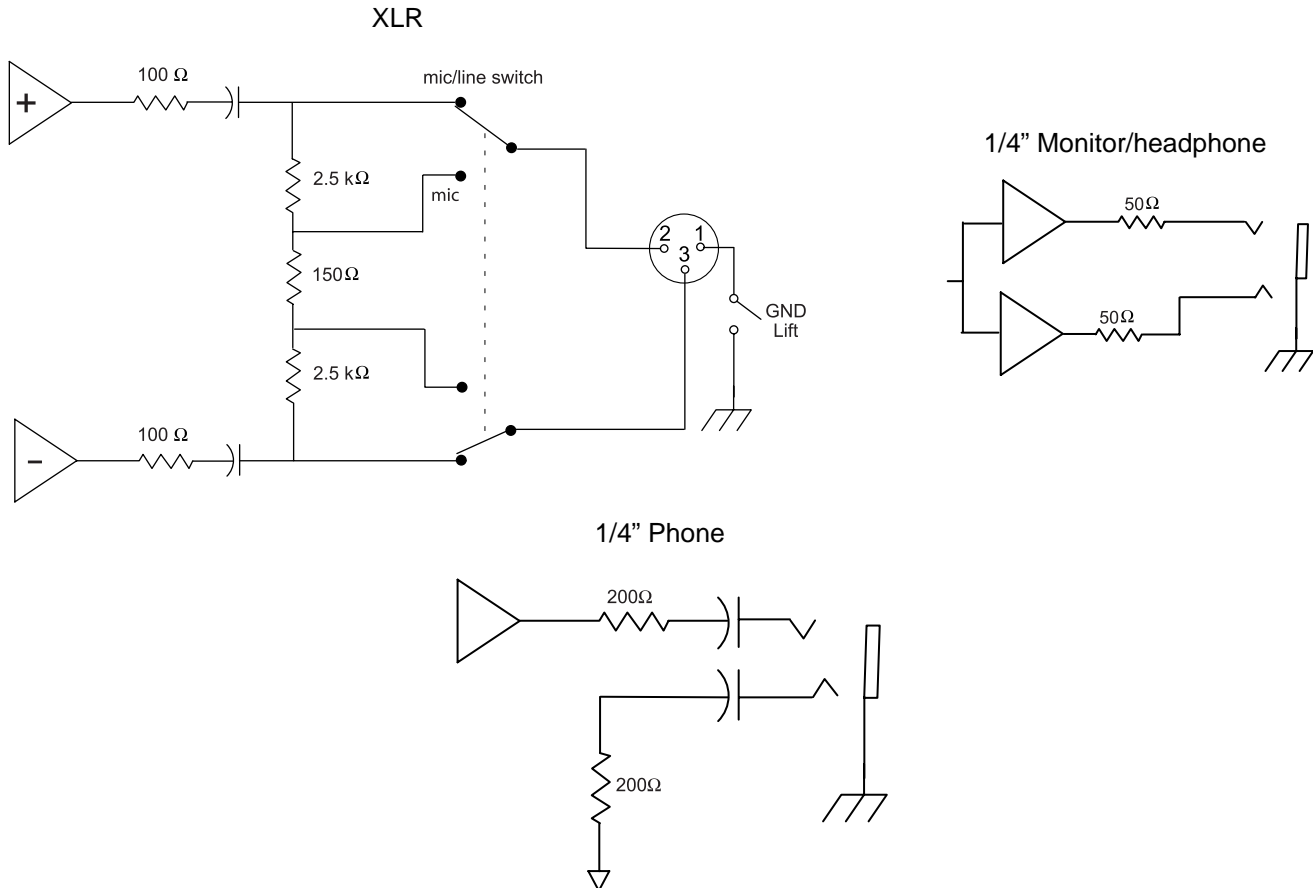 XLR
+
100 Ω
mic/line switch
2.5 kΩ
mic
150Ω
2.5 kΩ
2 1
3
GND
Lift
-
100 Ω
1/4” Monitor/headphone
50Ω
50Ω
1/4” Phone
200Ω
200Ω